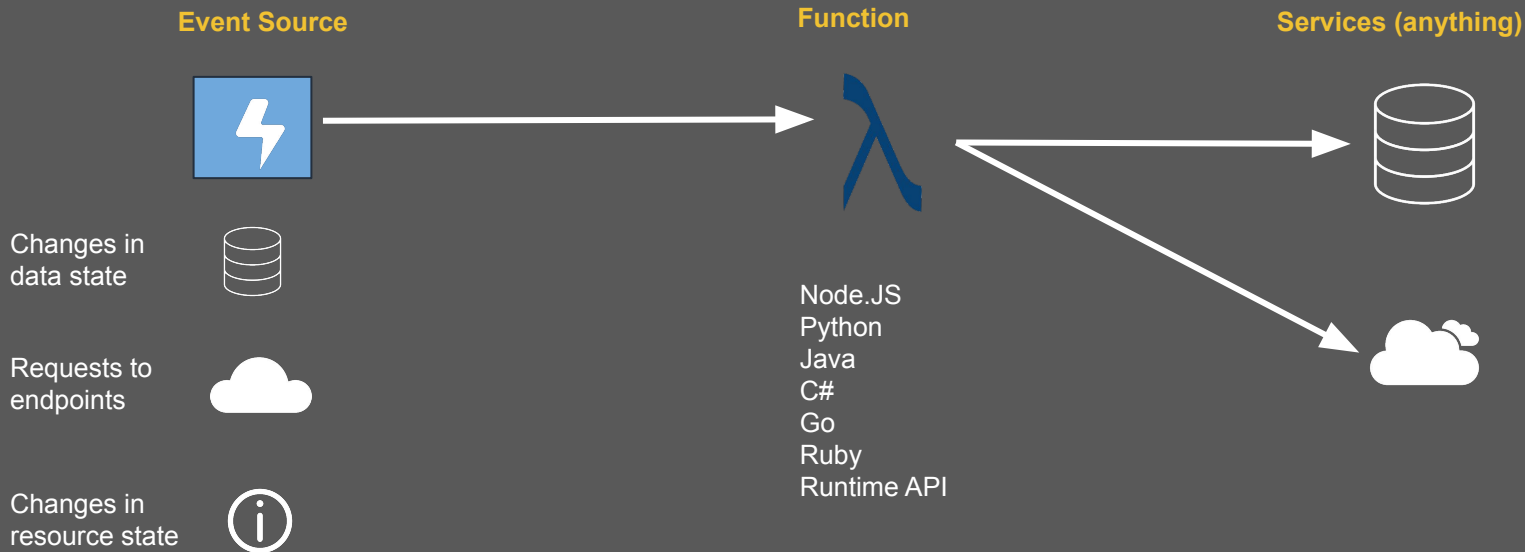 Event Source
Function
Services (anything)
Changes in
data state
Requests to
endpoints
Changes in
resource state
Node.JS
Python
Java
C#
Go
Ruby
Runtime API